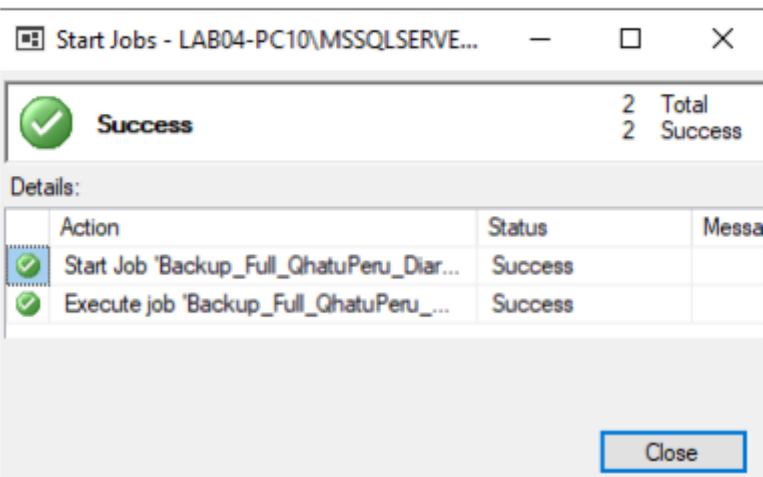 Start Jobs - LAB04-PC10\MSSQLSERVE...
Success
2 Total
2 Success
Details:
Action Status Messa
Start Job 'Backup_Full_QhatuPeru_Diar... Success
Execute job 'Backup_Full_QhatuPeru_... Success
Close